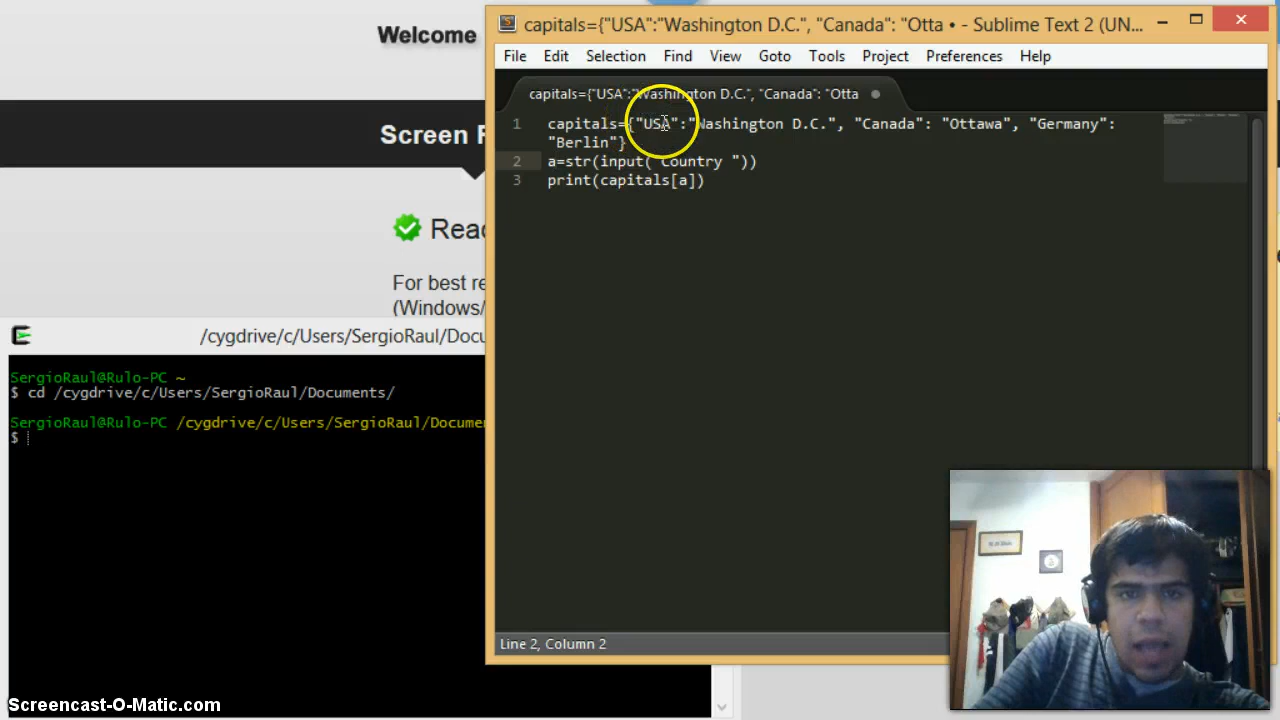 Welcome
capitals={"USA":"Washington D.C.", "Canada": "Otta • - Sublime Text 2 (UN...
File Edit Selection Find View Goto Tools Project Preferences Help
capitals={"USA":"Washington D.C.", "Canada": "Otta
1 capitals={"USA":"Washington D.C.", "Canada": "Ottawa", "Germany":
"Berlin"}
2 a=str(input("Country "))
3 print(capitals[a])
Screen R
Read
For best re
(Windows/
/cygdrive/c/Users/SergioRaul/Docu
SergioRaul@Rulo-PC ~
$ cd /cygdrive/c/Users/SergioRaul/Documents/
SergioRaul@Rulo-PC /cygdrive/c/Users/SergioRaul/Documen
$
Line 2, Column 2
Screencast-O-Matic.com